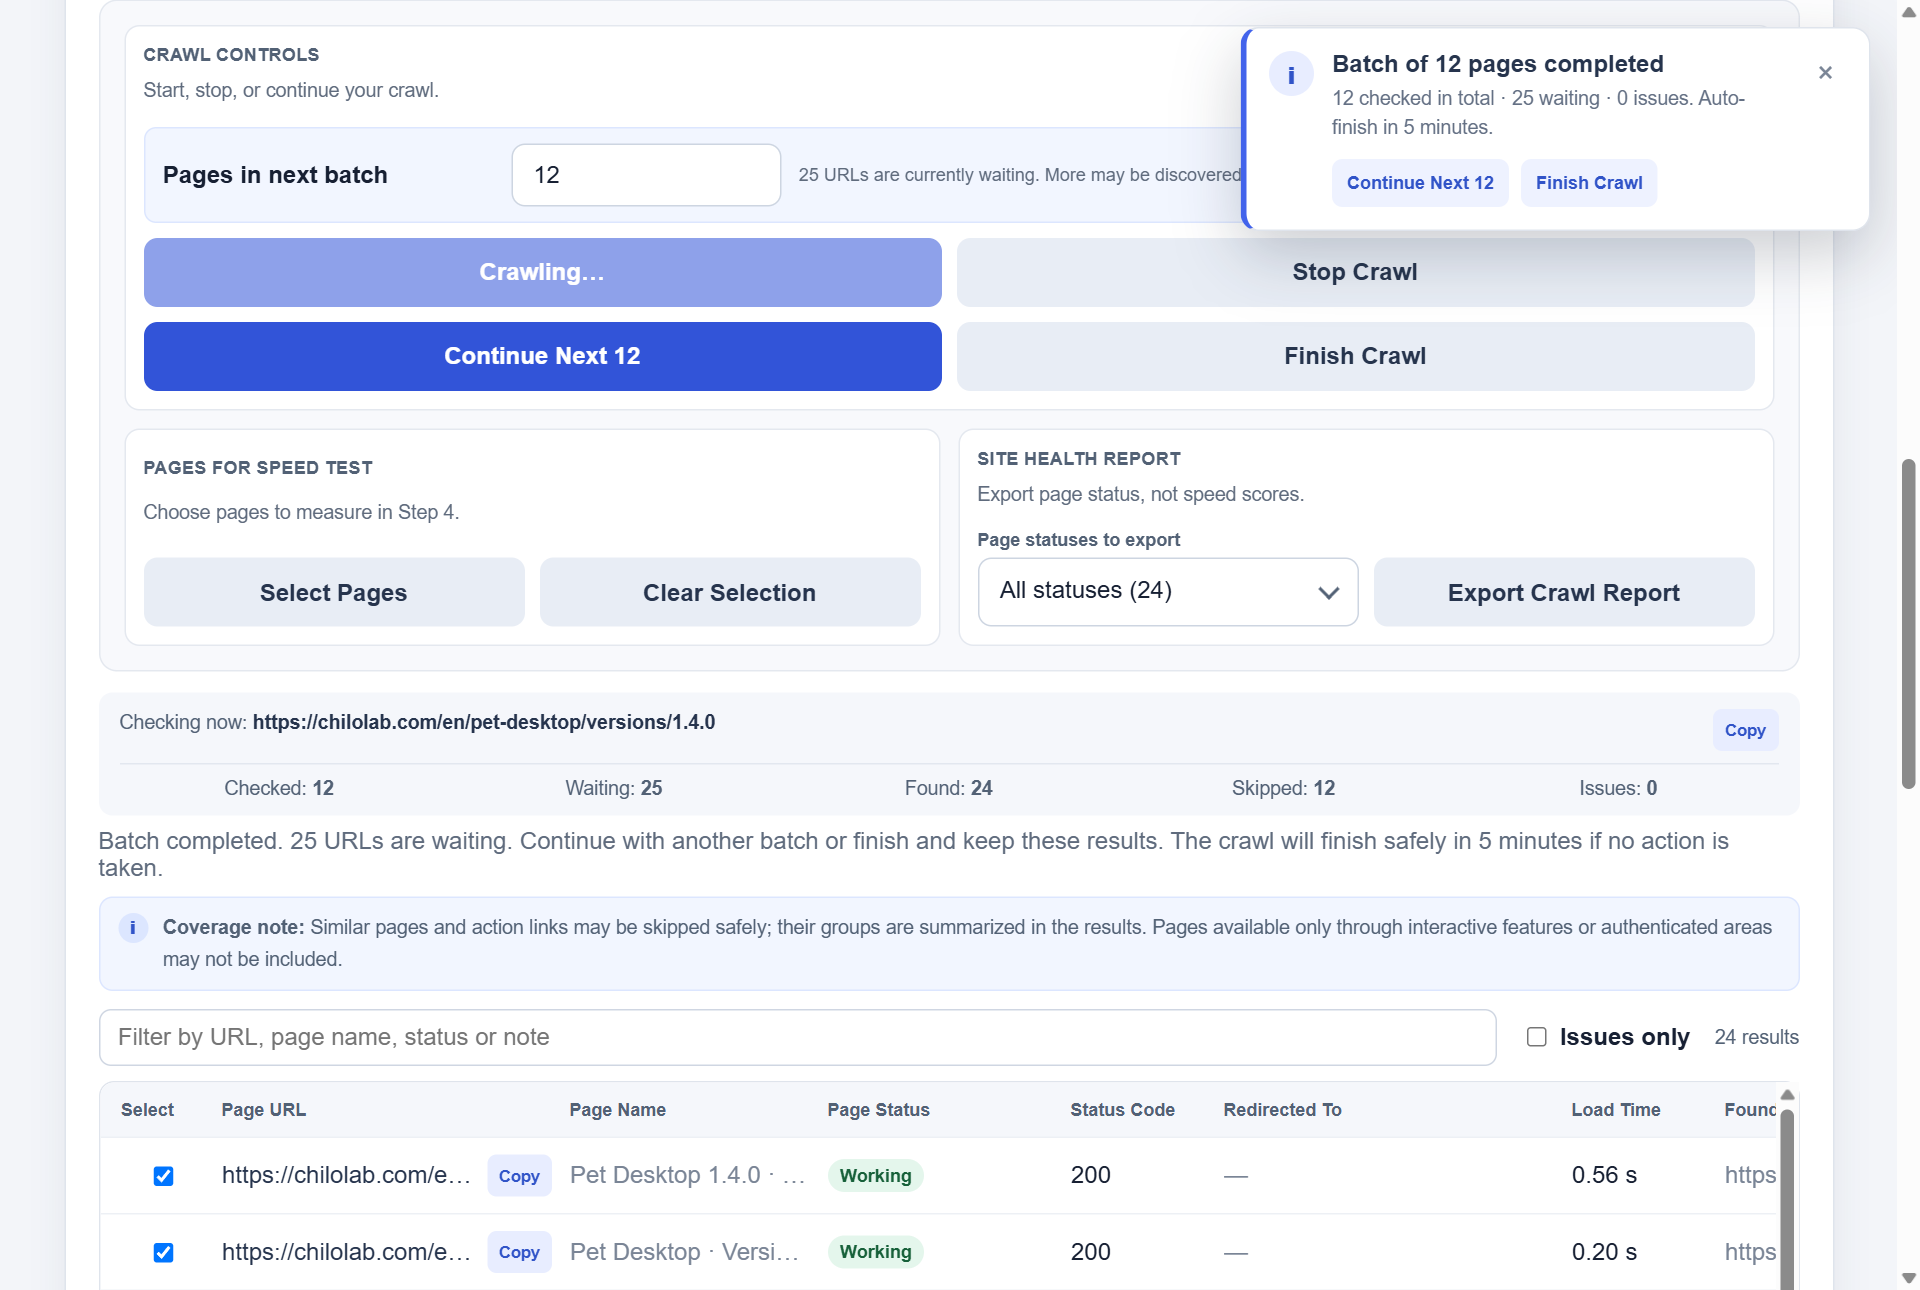 CRAWL CONTROLS
Start, stop, or continue your crawl.
Pages in next batch
12
25 URLs are currently waiting. More may be discovered
i
Batch of 12 pages completed
×
12 checked in total · 25 waiting · 0 issues. Auto-
finish in 5 minutes.
Continue Next 12
Finish Crawl
Crawling…
Stop Crawl
Continue Next 12
Finish Crawl
PAGES FOR SPEED TEST
Choose pages to measure in Step 4.
Select Pages
Clear Selection
SITE HEALTH REPORT
Export page status, not speed scores.
Page statuses to export
All statuses (24)
Export Crawl Report
Checking now: https://chilolab.com/en/pet-desktop/versions/1.4.0
Copy
Checked: 12
Waiting: 25
Found: 24
Skipped: 12
Issues: 0
Batch completed. 25 URLs are waiting. Continue with another batch or finish and keep these results. The crawl will finish safely in 5 minutes if no action is
taken.
i
Coverage note: Similar pages and action links may be skipped safely; their groups are summarized in the results. Pages available only through interactive features or authenticated areas
may not be included.
Filter by URL, page name, status or note
Issues only
24 results
Select Page URL Page Name Page Status Status Code Redirected To Load Time Found
https://chilolab.com/e… Copy Pet Desktop 1.4.0 · … Working 200 — 0.56 s https
https://chilolab.com/e… Copy Pet Desktop · Versi… Working 200 — 0.20 s https